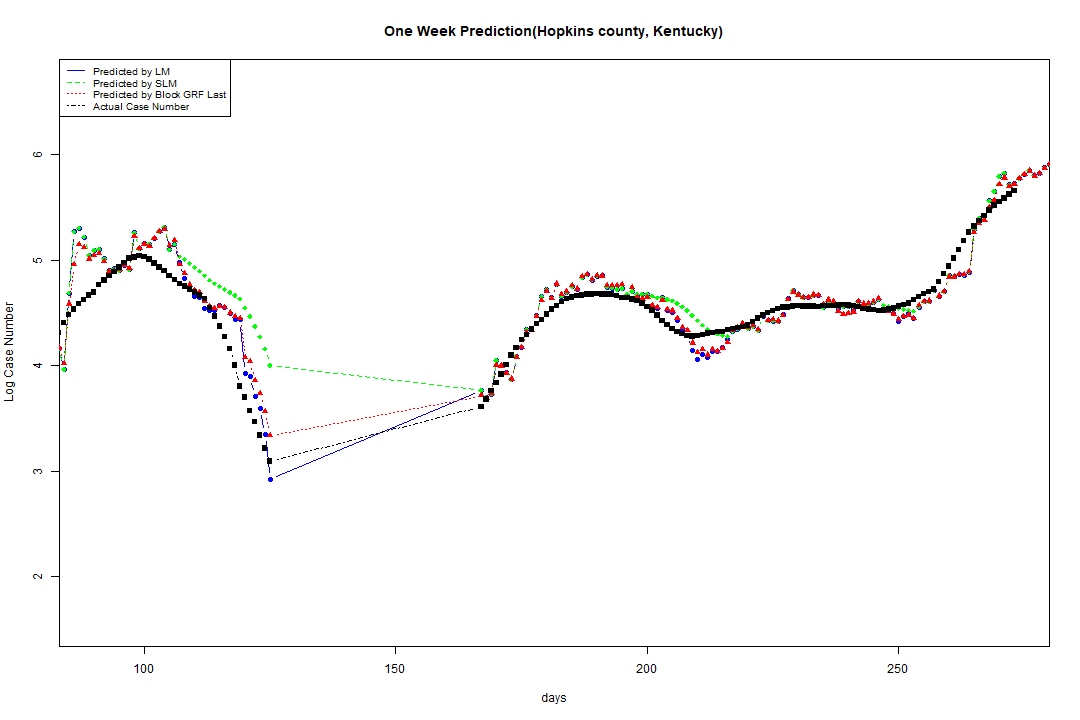 One Week Prediction(Hopkins county, Kentucky)
Predicted by LM
Predicted by SLM
Predicted by Block GRF Last
Actual Case Number
6
5
4
3
2
Log Case Number
100 150 200 250
days